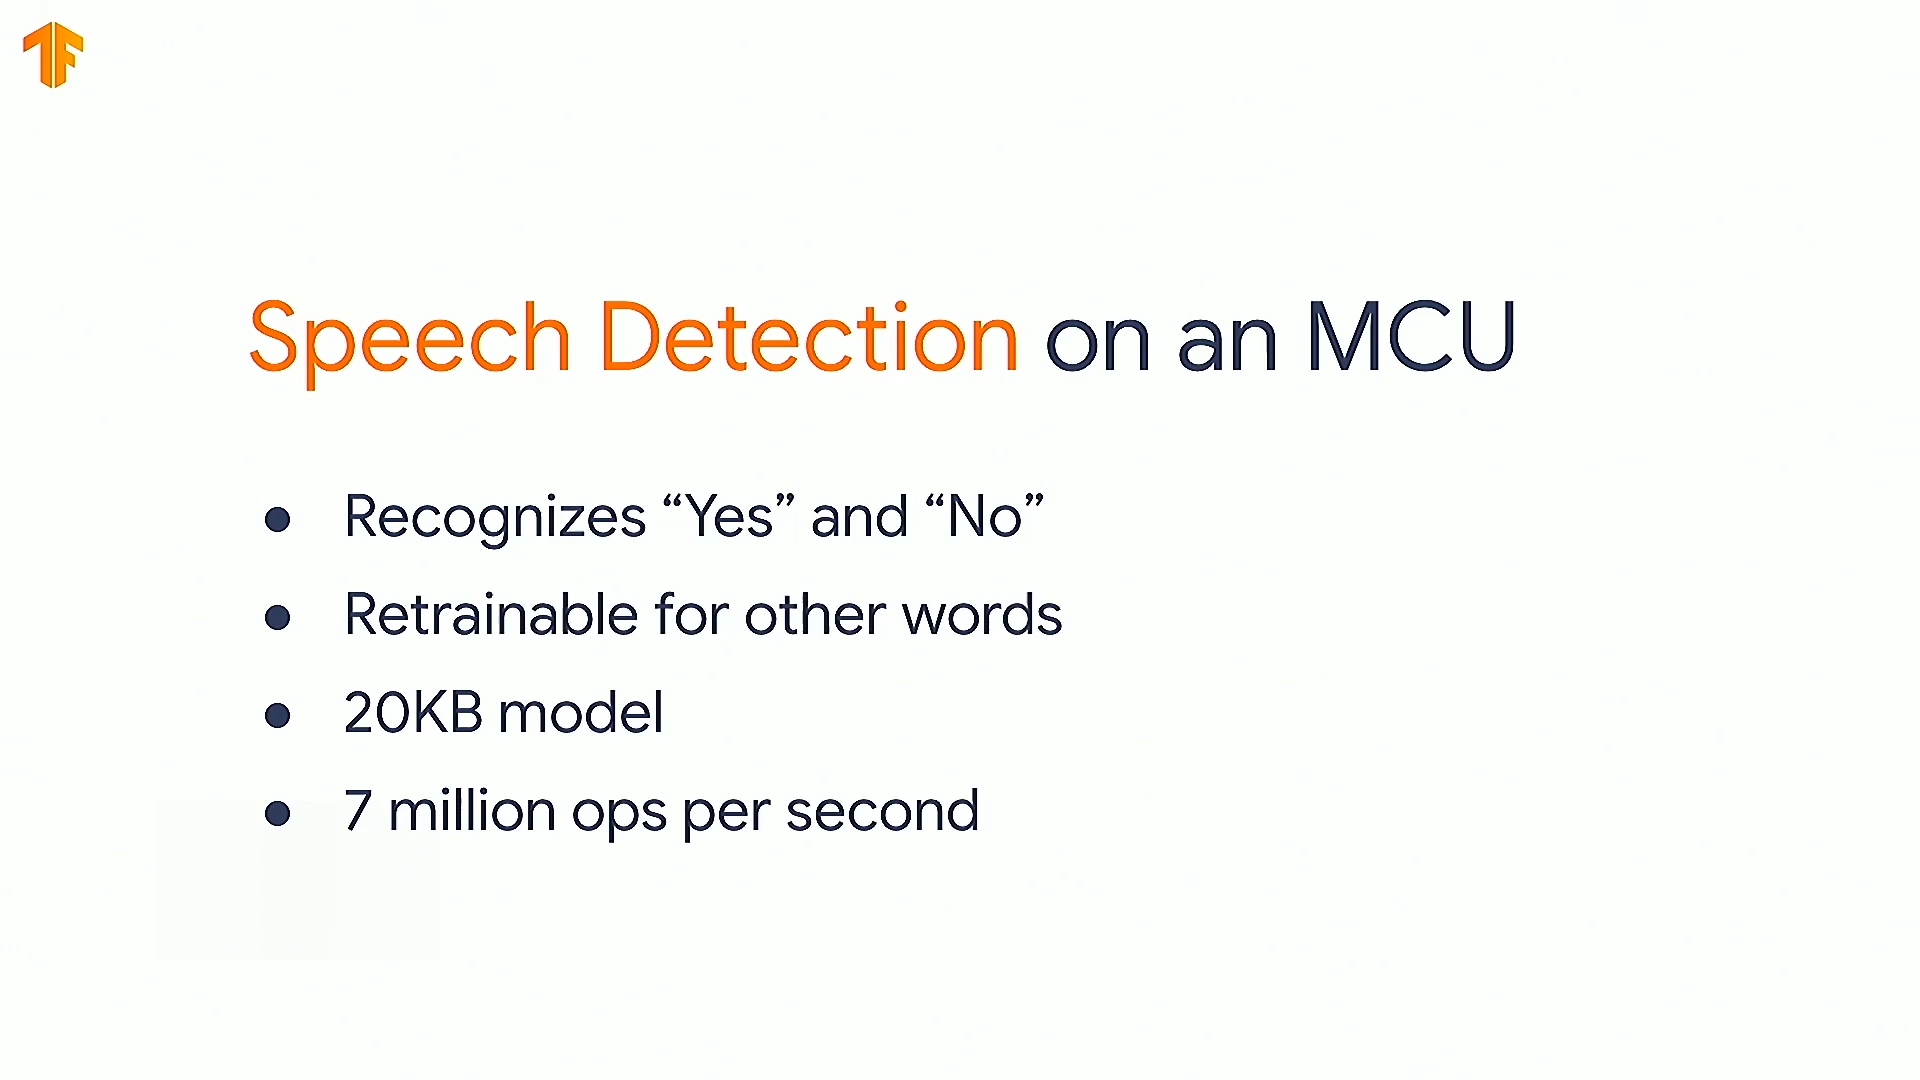 Speech Detection on an MCU
● Recognizes “Yes” and “No”
● Retrainable for other words
● 20KB model
● 7 million ops per second